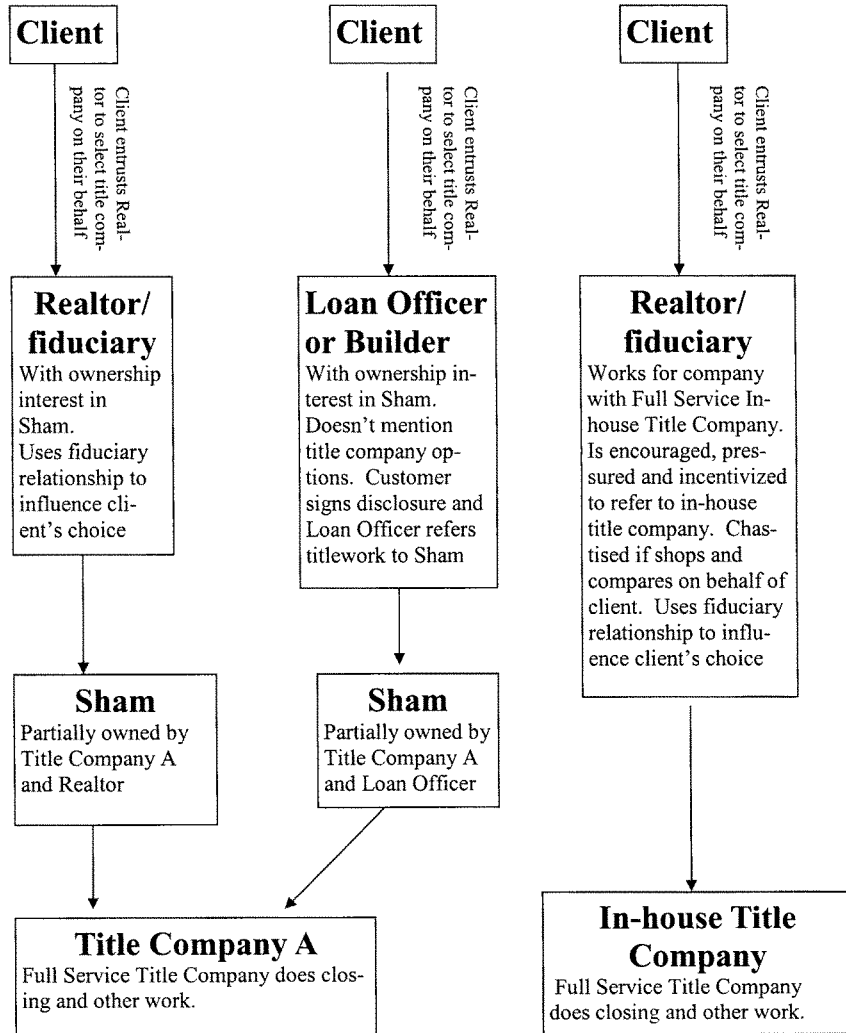 Client
Client entrusts Real-
tor to select title com-
pany on their behalf
Realtor/
fiduciary
With ownership
interest in
Sham.
Uses fiduciary
relationship to
influence cli-
ent's choice
Sham
Partially owned by
Title Company A
and Realtor
Client
Client entrusts Real-
tor to select title com-
pany on their behalf
Loan Officer
or Builder
With ownership in-
terest in Sham.
Doesn't mention
title company op-
tions. Customer
signs disclosure and
Loan Officer refers
titlework to Sham
Sham
Partially owned by
Title Company A
and Loan Officer
Title Company A
Full Service Title Company does clos-
ing and other work.
Client
Client entrusts Real-
tor to select title com-
pany on their behalf
Realtor/
fiduciary
Works for company
with Full Service In-
house Title Company.
Is encouraged, pres-
sured and incentivized
to refer to in-house
title company. Chas-
tised if shops and
compares on behalf of
client. Uses fiduciary
relationship to influ-
ence client's choice
In-house Title
Company
Full Service Title Company
does closing and other work.